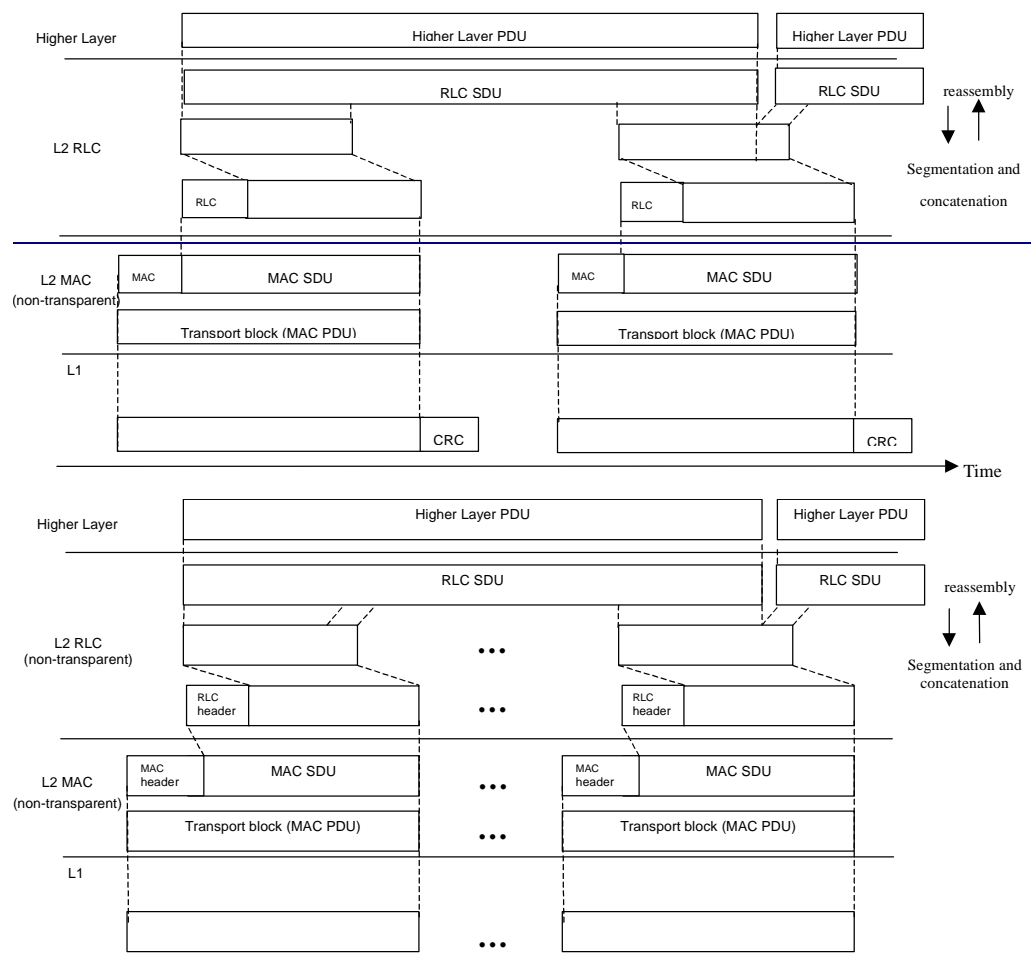 Higher Layer
Higher Layer PDU
Higher Layer PDU
RLC SDU
RLC SDU
reassembly
L2 RLC
Segmentation and
concatenation
RLC
RLC
L2 MAC
(non-transparent)
MAC
MAC SDU
MAC
MAC SDU
Transport block (MAC PDU)
Transport block (MAC PDU)
L1
CRC
CRC
Time
Higher Layer
Higher Layer PDU
Higher Layer PDU
RLC SDU
RLC SDU
reassembly
L2 RLC
(non-transparent)
•••
•••
Segmentation and
concatenation
RLC
header
•••
RLC
header
L2 MAC
(non-transparent)
MAC
header
MAC SDU
•••
MAC
header
MAC SDU
Transport block (MAC PDU)
•••
Transport block (MAC PDU)
L1
•••